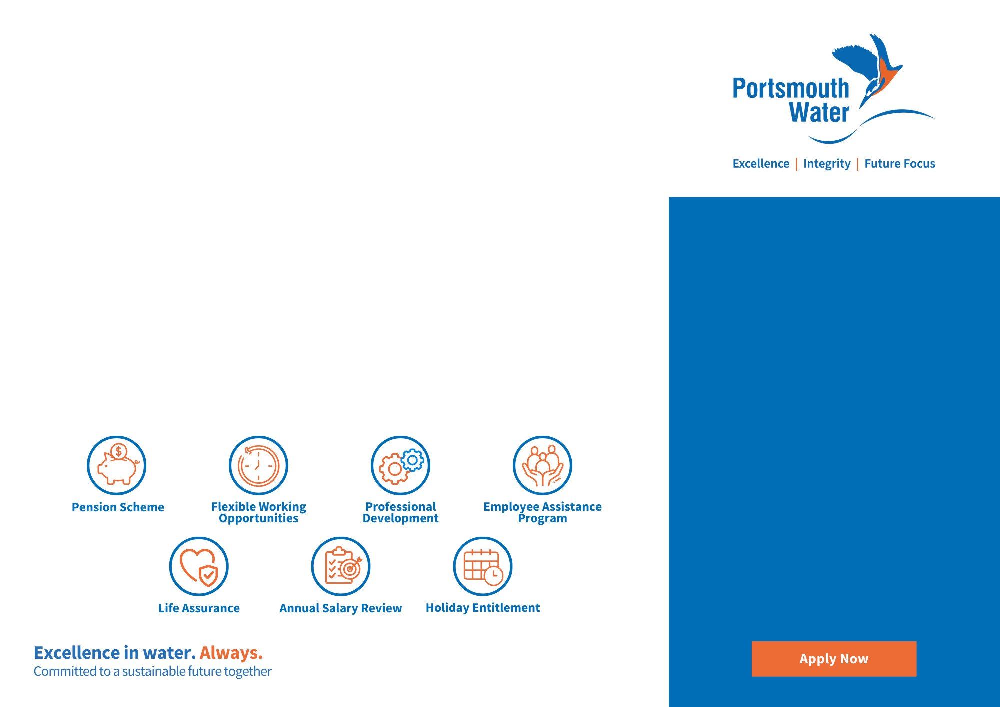 Portsmouth
Water
Excellence | Integrity | Future Focus
$
Pension Scheme
Flexible Working
Opportunities
Professional
Development
Employee Assistance
Program
Life Assurance
Annual Salary Review
Holiday Entitlement
Excellence in water. Always.
Committed to a sustainable future together
Apply Now